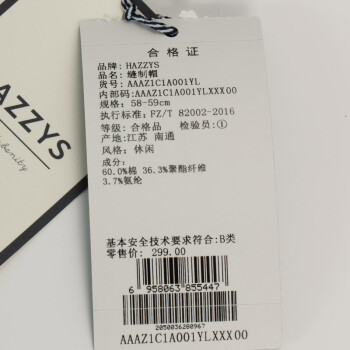 AZZYS
合格证
品牌: HAZZYS
品名: 缝制帽
货号: AAAZ1C1A001YL
内部码:AAAZ1C1A001YLXXX00
规格: 58-59cm
执行标准: FZ/T 82002-2016
等级: 合格品 检验员:①
产地:江苏 南通
风格: 休闲
成分:
60.0%棉 36.3%聚酯纤维
3.7%氨纶
基本安全技术要求符合:B类
零售价: 299.00
6 958063 855447
2050036280967
AAAZ1C1A001YLXXX00